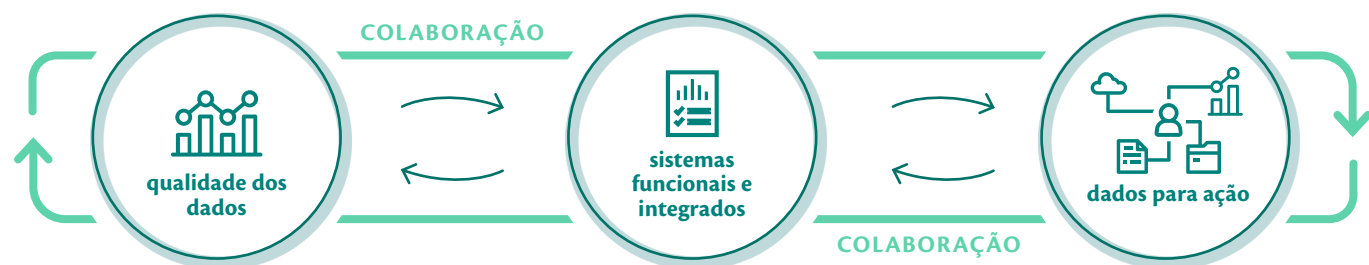 COLABORAÇÃO
qualidade dos
dados
sistemas
funcionais e
integrados
dados para ação
COLABORAÇÃO